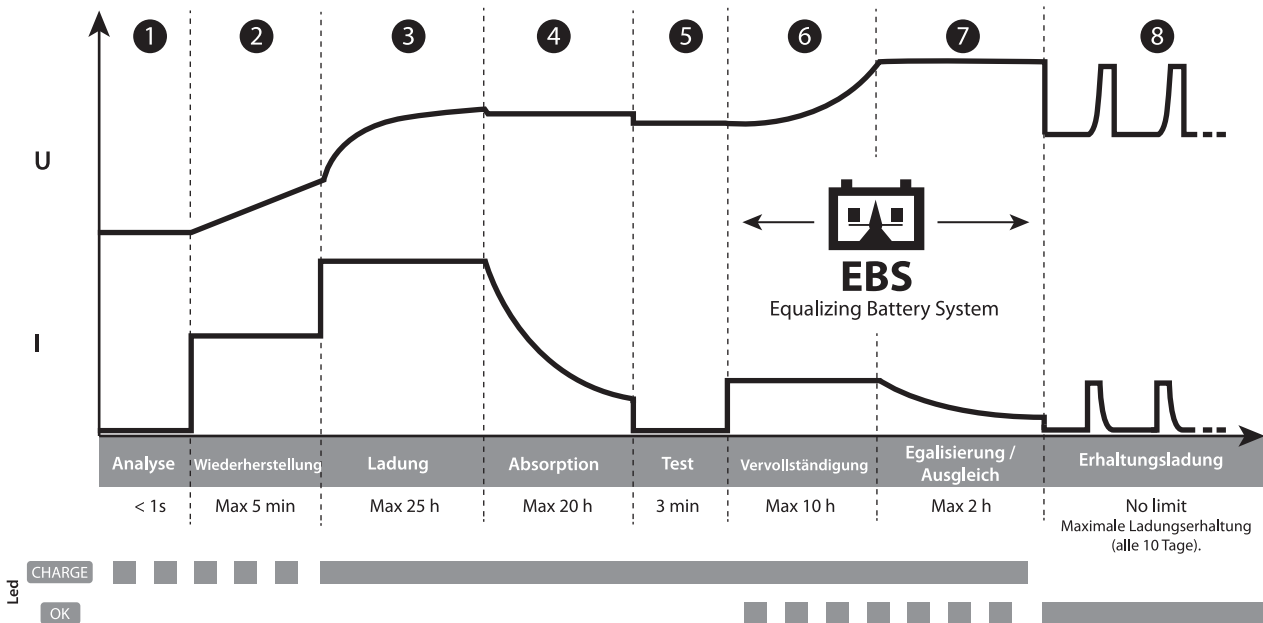 1 2 3 4 5 6 7 8
U
EBS
Equalizing Battery System
I
Analyse Wiederherstellung Ladung Absorption Test Vervollständigung Egalisierung / Ausgleich Erhaltungsladung
< 1s Max 5 min Max 25 h Max 20 h 3 min Max 10 h Max 2 h No limit
Maximale Ladungserhaltung
(alle 10 Tage).
Led
CHARGE
OK